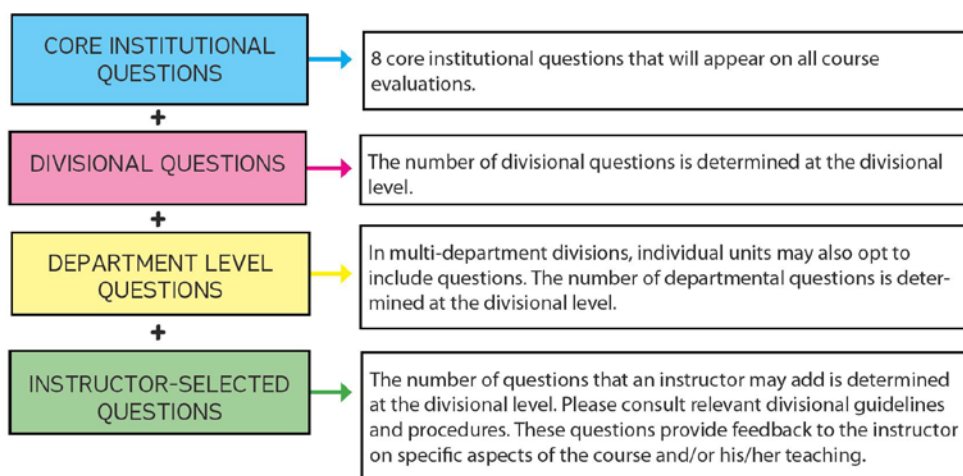 CORE INSTITUTIONAL
QUESTIONS
8 core institutional questions that will appear on all course
evaluations.
+
DIVISIONAL QUESTIONS
The number of divisional questions is determined at the divisional
level.
+
DEPARTMENT LEVEL
QUESTIONS
In multi-department divisions, individual units may also opt to
include questions. The number of departmental questions is deter-
mined at the divisional level.
+
INSTRUCTOR-SELECTED
QUESTIONS
The number of questions that an instructor may add is determined
at the divisional level. Please consult relevant divisional guidelines
and procedures. These questions provide feedback to the instructor
on specific aspects of the course and/or his/her teaching.